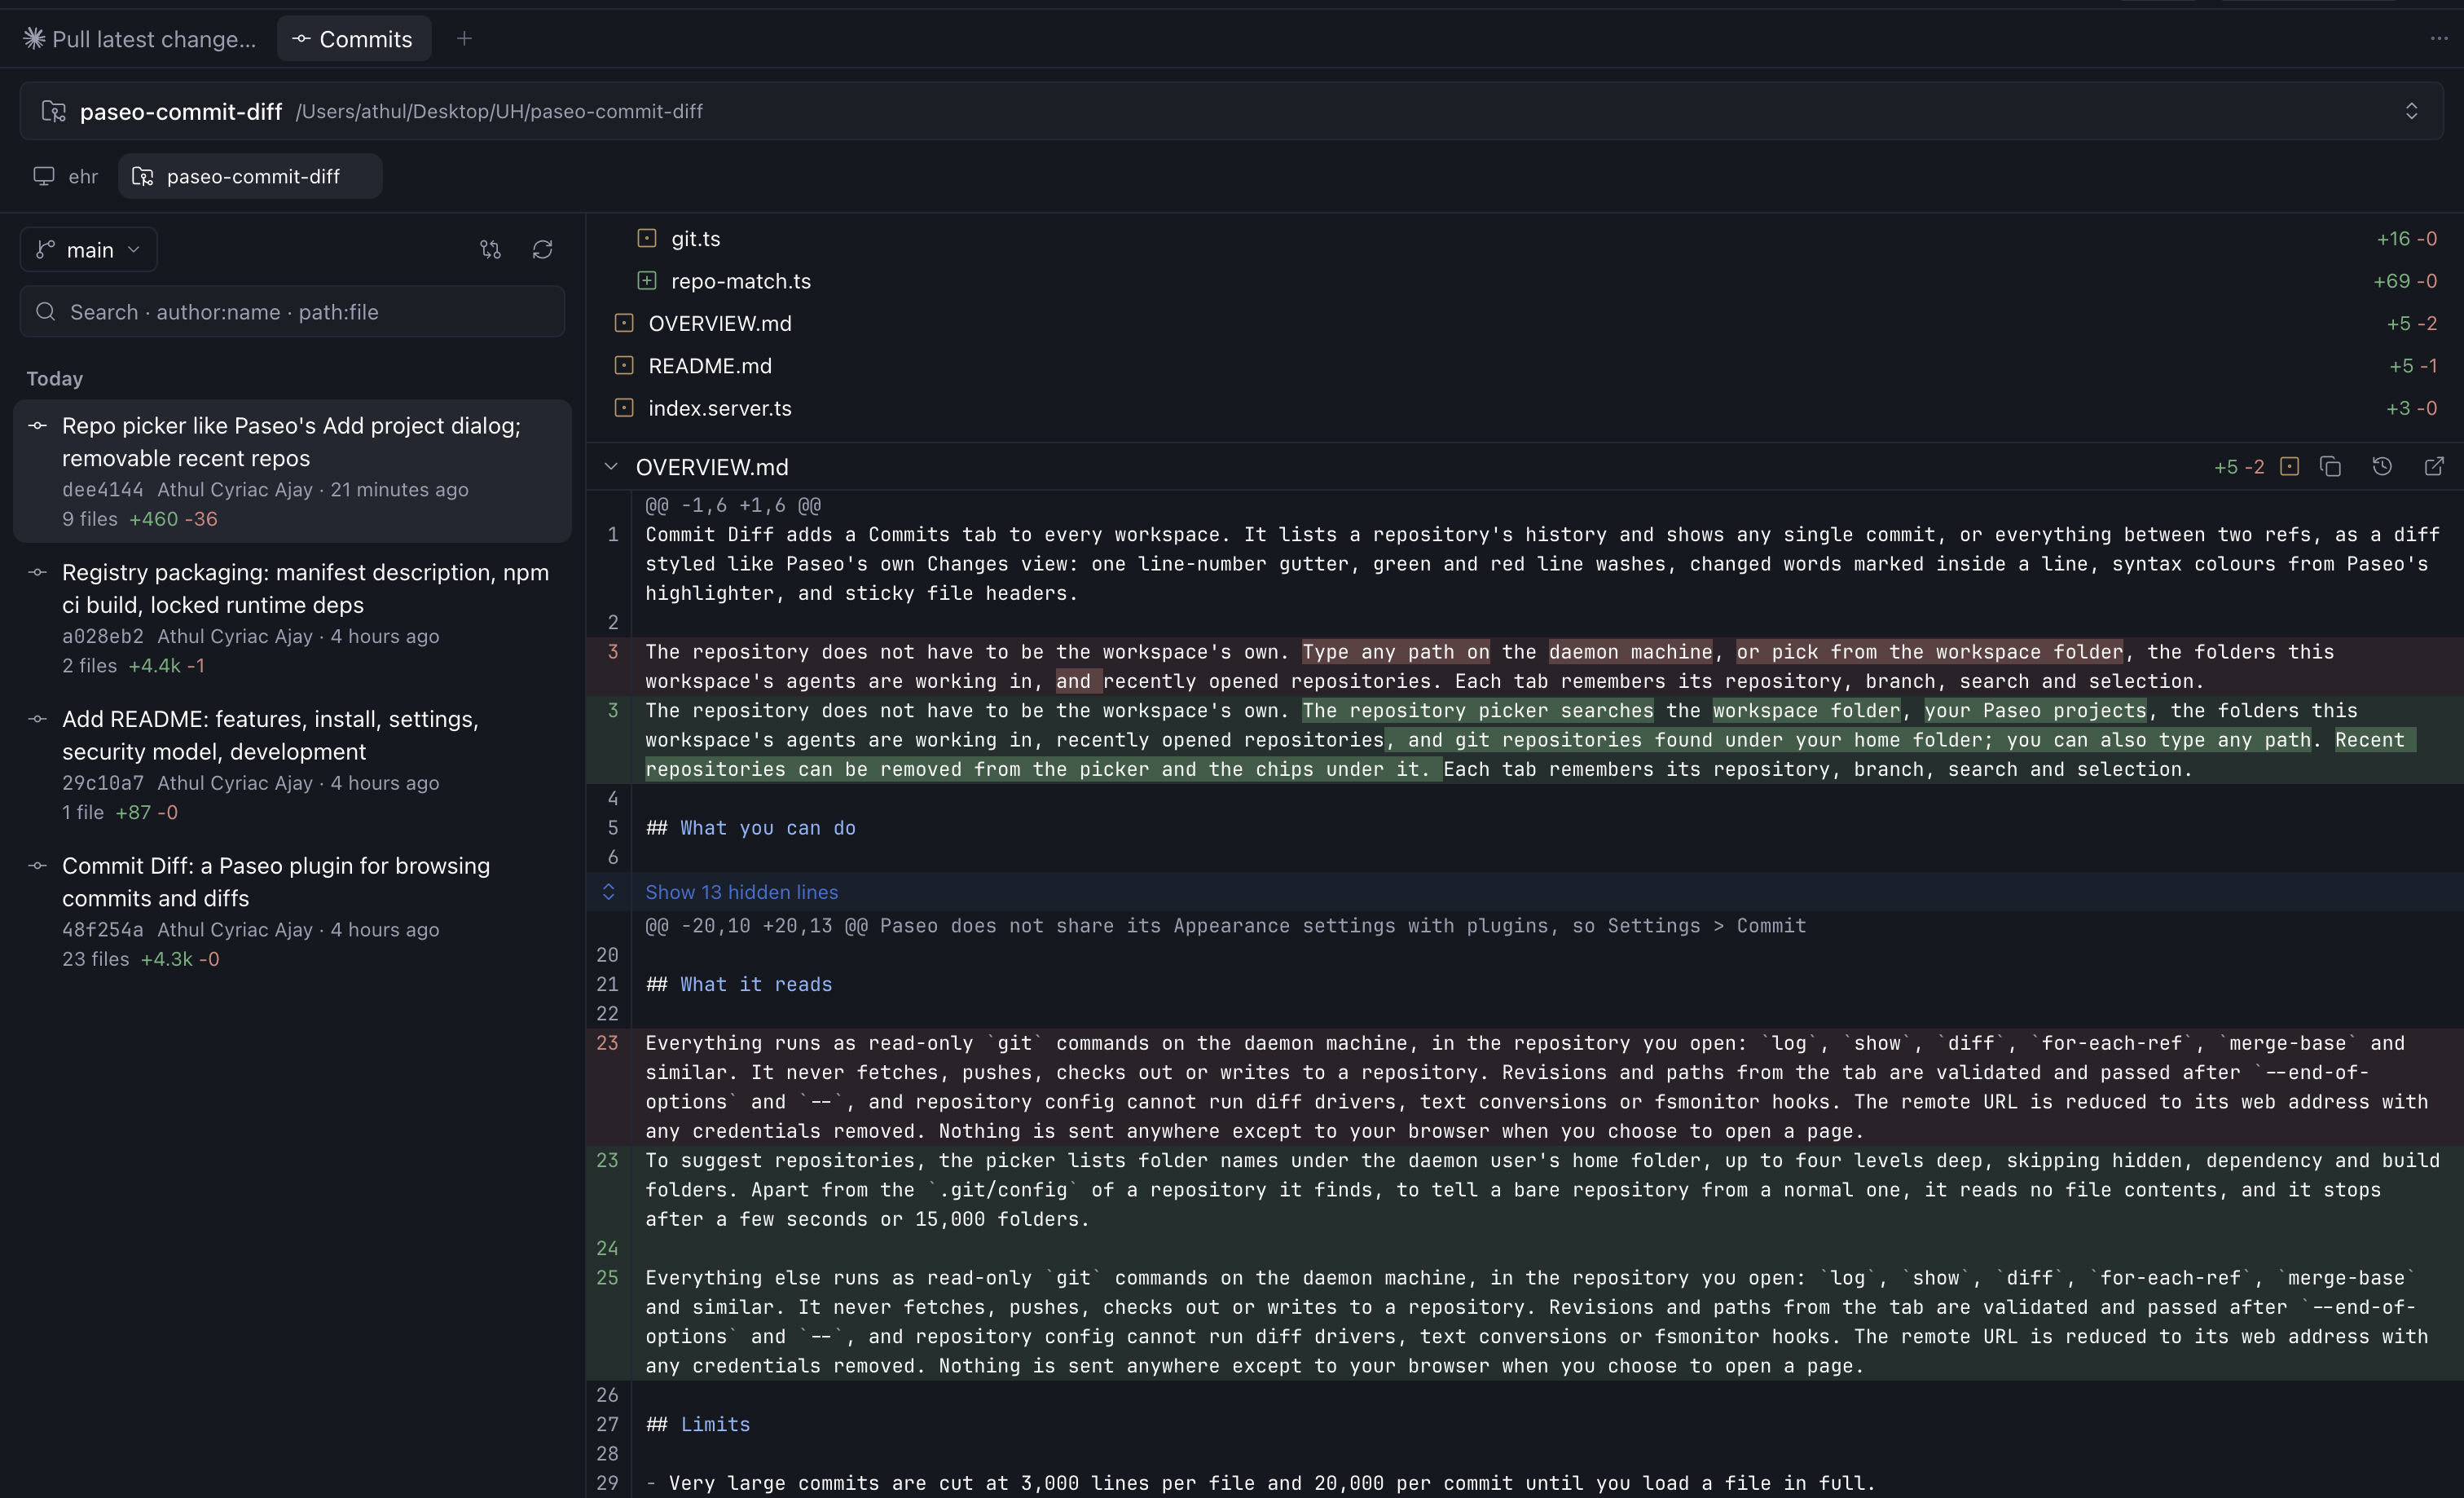 Pull latest change...
Commits
paseo-commit-diff /Users/athul/Desktop/UH/paseo-commit-diff
ehr
paseo-commit-diff
main
Search · author:name · path:file
Today
Repo picker like Paseo's Add project dialog;
removable recent repos
dee4144 Athul Cyriac Ajay · 21 minutes ago
9 files +460 -36
Registry packaging: manifest description, npm
ci build, locked runtime deps
a028eb2 Athul Cyriac Ajay · 4 hours ago
2 files +4.4k -1
Add README: features, install, settings,
security model, development
29c10a7 Athul Cyriac Ajay · 4 hours ago
1 file +87 -0
Commit Diff: a Paseo plugin for browsing
commits and diffs
48f254a Athul Cyriac Ajay · 4 hours ago
23 files +4.3k -0
git.ts +16 -0
repo-match.ts +69 -0
OVERVIEW.md +5 -2
README.md +5 -1
index.server.ts +3 -0
OVERVIEW.md +5 -2
@@ -1,6 +1,6 @@
1 Commit Diff adds a Commits tab to every workspace. It lists a repository's history and shows any single commit, or everything between two refs, as a diff
styled like Paseo's own Changes view: one line-number gutter, green and red line washes, changed words marked inside a line, syntax colours from Paseo's
highlighter, and sticky file headers.
2
3 The repository does not have to be the workspace's own. Type any path on the daemon machine, or pick from the workspace folder, the folders this
workspace's agents are working in, and recently opened repositories. Each tab remembers its repository, branch, search and selection.
3 The repository does not have to be the workspace's own. The repository picker searches the workspace folder, your Paseo projects, the folders this
workspace's agents are working in, recently opened repositories, and git repositories found under your home folder; you can also type any path. Recent
repositories can be removed from the picker and the chips under it. Each tab remembers its repository, branch, search and selection.
4
5 ## What you can do
6
Show 13 hidden lines
@@ -20,10 +20,13 @@ Paseo does not share its Appearance settings with plugins, so Settings > Commit
20
21 ## What it reads
22
23 Everything runs as read-only `git` commands on the daemon machine, in the repository you open: `log`, `show`, `diff`, `for-each-ref`, `merge-base` and
similar. It never fetches, pushes, checks out or writes to a repository. Revisions and paths from the tab are validated and passed after `--end-of-
options` and `--`, and repository config cannot run diff drivers, text conversions or fsmonitor hooks. The remote URL is reduced to its web address with
any credentials removed. Nothing is sent anywhere except to your browser when you choose to open a page.
23 To suggest repositories, the picker lists folder names under the daemon user's home folder, up to four levels deep, skipping hidden, dependency and build
folders. Apart from the `.git/config` of a repository it finds, to tell a bare repository from a normal one, it reads no file contents, and it stops
after a few seconds or 15,000 folders.
24
25 Everything else runs as read-only `git` commands on the daemon machine, in the repository you open: `log`, `show`, `diff`, `for-each-ref`, `merge-base`
and similar. It never fetches, pushes, checks out or writes to a repository. Revisions and paths from the tab are validated and passed after `--end-of-
options` and `--`, and repository config cannot run diff drivers, text conversions or fsmonitor hooks. The remote URL is reduced to its web address with
any credentials removed. Nothing is sent anywhere except to your browser when you choose to open a page.
26
27 ## Limits
28
29 - Very large commits are cut at 3,000 lines per file and 20,000 per commit until you load a file in full.